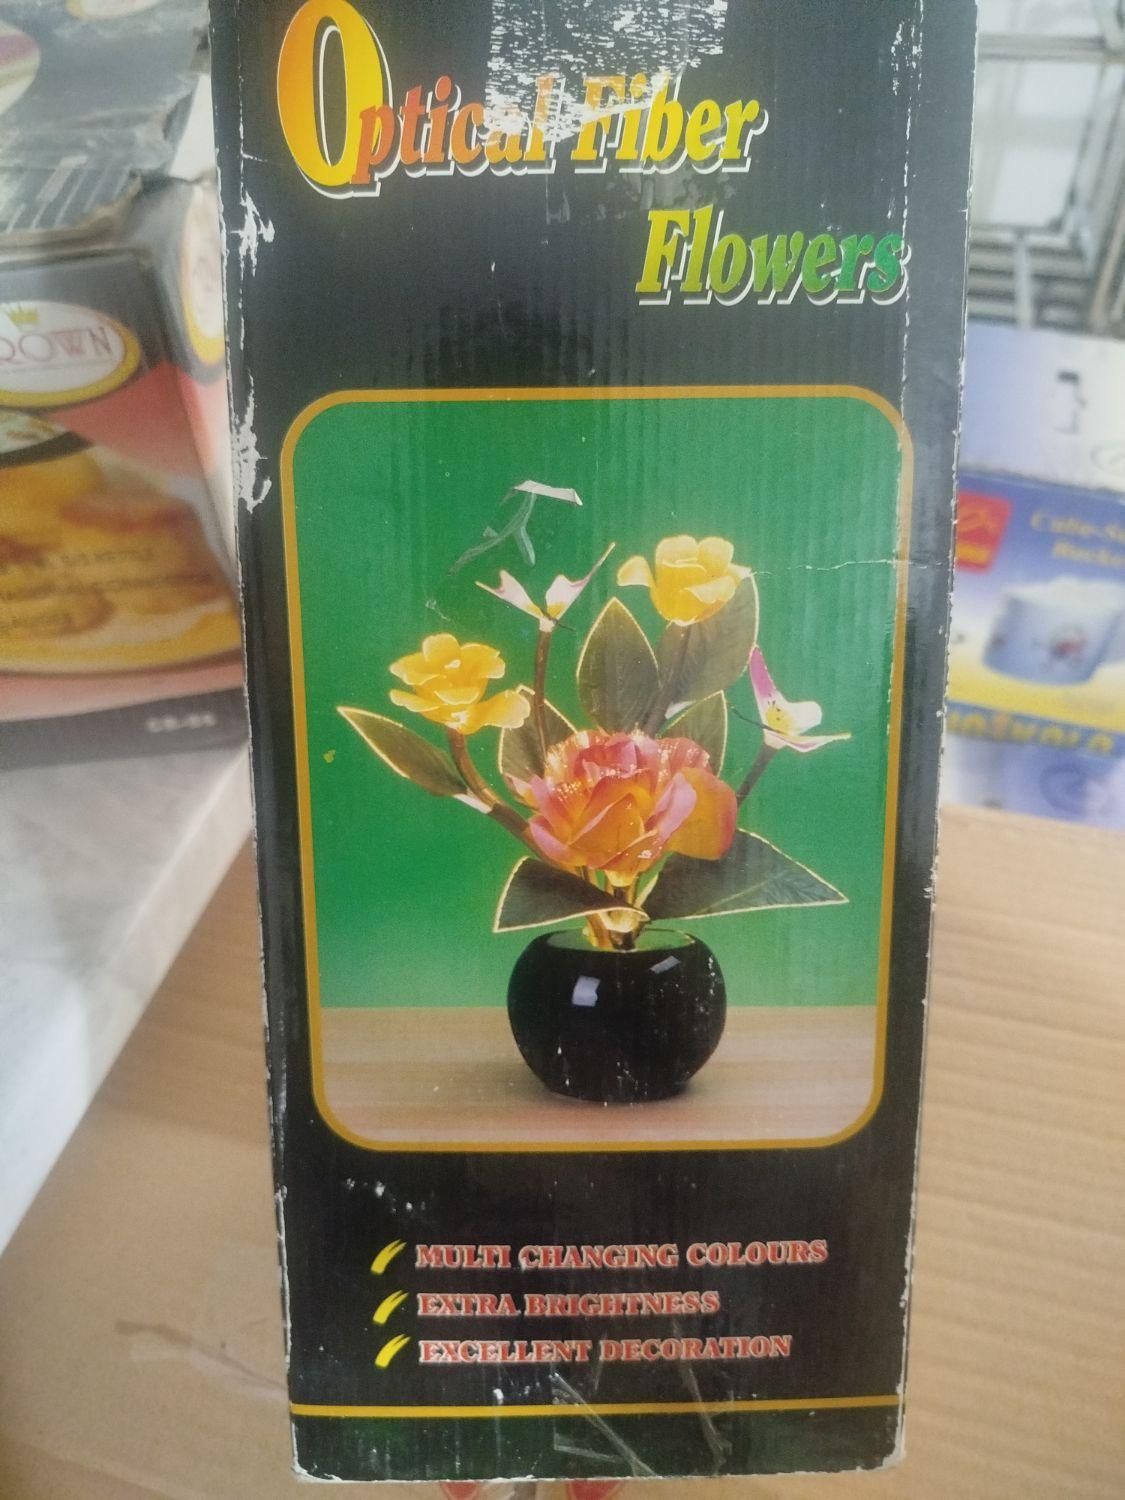 Optical Fiber
Flowers
MULTI CHANGING COLOURS
EXTRA BRIGHTNESS
EXCELLENT DECORATION